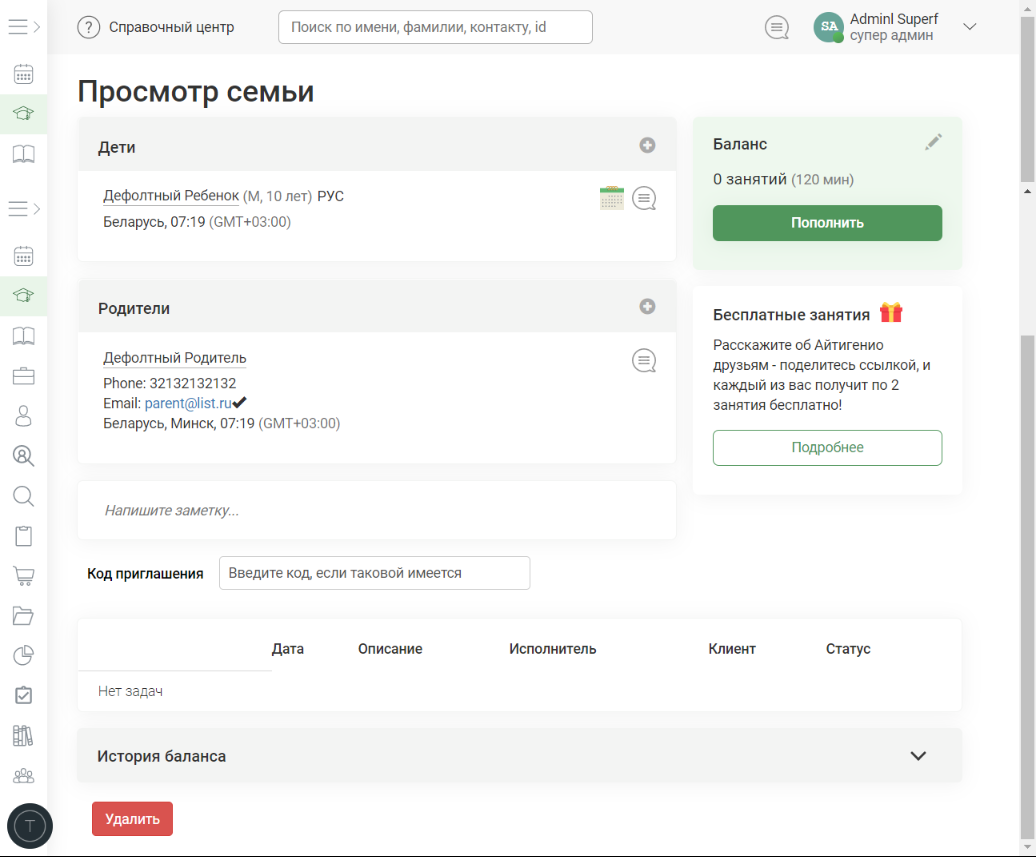 Справочный центр
Поиск по имени, фамилии, контакту, id
SA
Adminl Superf
супер админ
Просмотр семьи
Дети
Дефолтный Ребенок (М, 10 лет) РУС
Беларусь, 07:19 (GMT+03:00)
Родители
Дефолтный Родитель
Phone: 32132132132
Email: parent@list.ru
Беларусь, Минск, 07:19 (GMT+03:00)
Напишите заметку...
Баланс
0 занятий (120 мин)
Пополнить
Бесплатные занятия
Расскажите об Айтигенио
друзьям - поделитесь ссылкой, и
каждый из вас получит по 2
занятия бесплатно!
Подробнее
Код приглашения
Введите код, если таковой имеется
Дата Описание Исполнитель Клиент Статус
Нет задач
История баланса
Удалить
T